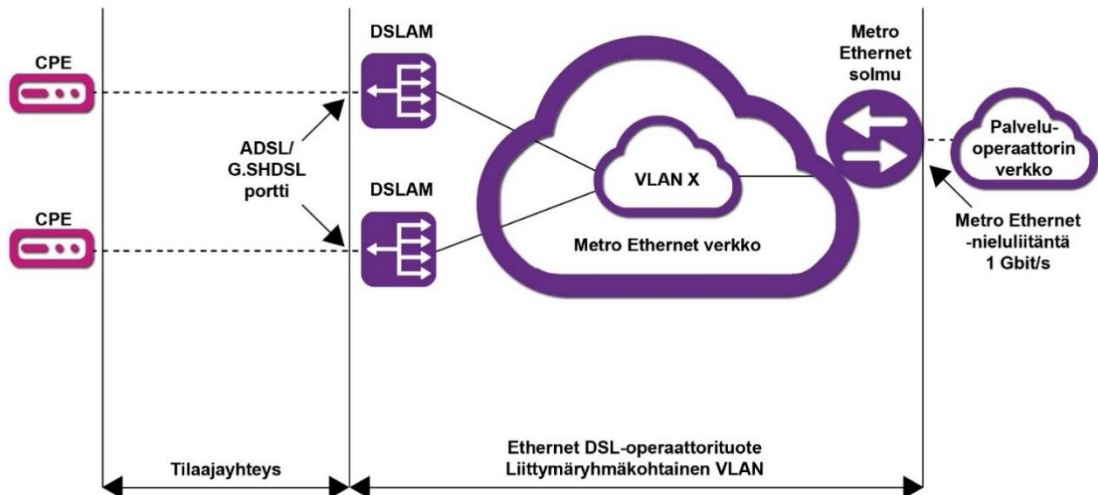 CPE
DSLAM
Metro
Ethernet
solmu
ADSL/
G.SHDSL
portti
VLAN X
Palvelu-
operaattorin
verkko
CPE
DSLAM
Metro Ethernet verkko
Metro Ethernet
-nieluliitäntä
1 Gbit/s
Tilaajayhteys
Ethernet DSL-operaattorituote
Liittymäryhmäkohtainen VLAN